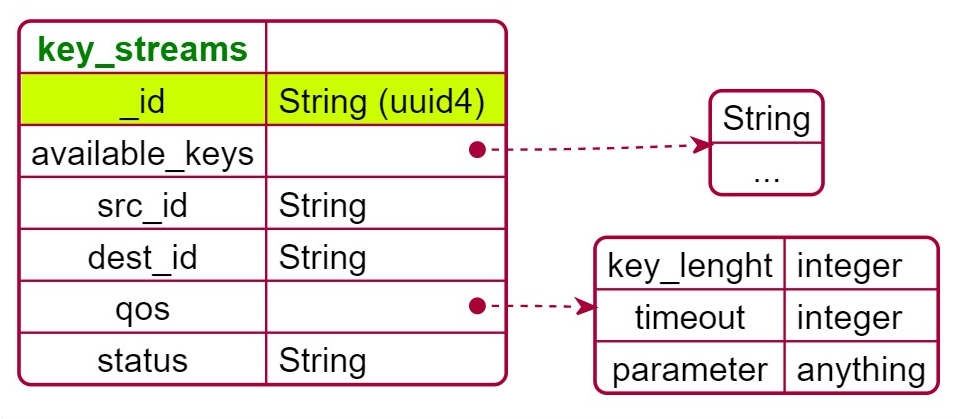 key_streams
_id String (uuid4)
available_keys
src_id String
dest_id String
qos
status String
String
...
key_lenght integer
timeout integer
parameter anything